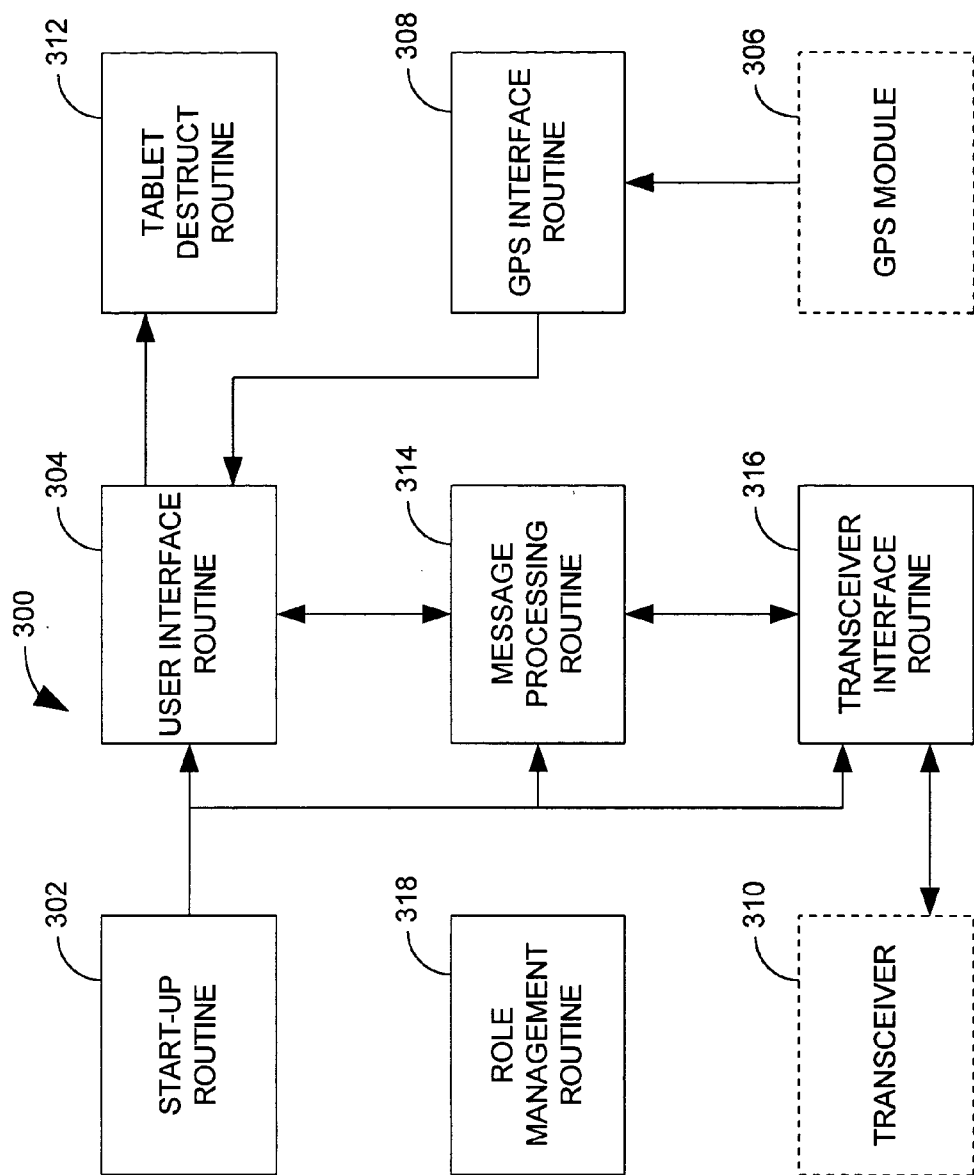 300
302
START-UP
ROUTINE
304
USER INTERFACE
ROUTINE
312
TABLET
DESTRUCT
ROUTINE
318
ROLE
MANAGEMENT
ROUTINE
314
MESSAGE
PROCESSING
ROUTINE
308
GPS INTERFACE
ROUTINE
310
TRANSCEIVER
316
TRANSCEIVER
INTERFACE
ROUTINE
306
GPS MODULE